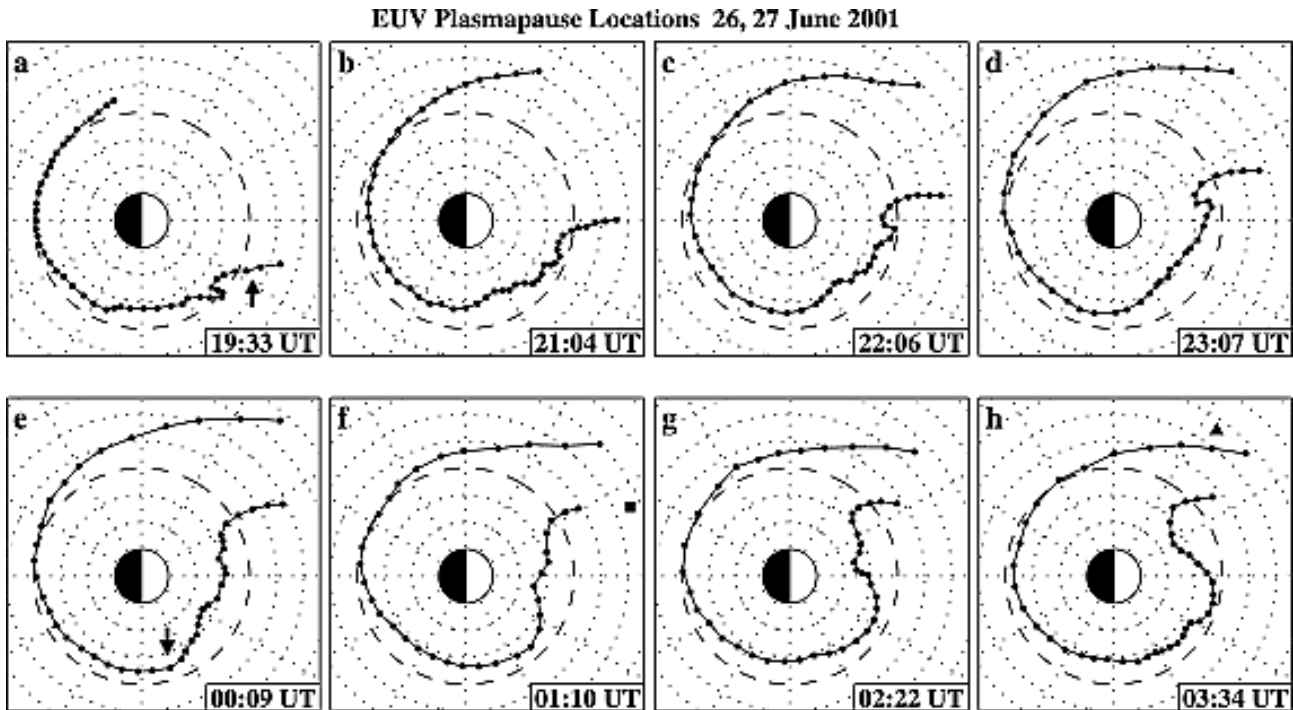 EUV Plasmapause Locations 26, 27 June 2001
a
b
c
d
19:33 UT
21:04 UT
22:06 UT
23:07 UT
e
f
g
h
00:09 UT
01:10 UT
02:22 UT
03:34 UT